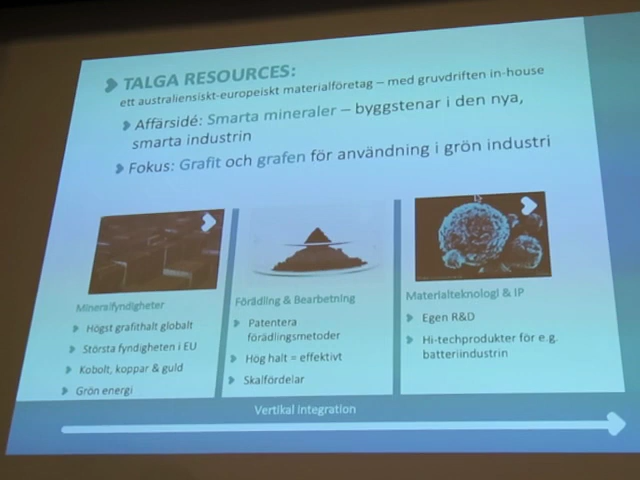 TALGA RESOURCES:
ett australiensiskt-europeiskt materialföretag – med gruvdriften in-house
Affärsidé: Smarta mineraler – byggstenar i den nya,
smarta industrin
Fokus: Grafit och grafen för användning i grön industri
Mineralfyndigheter
Högst grafithalt globalt
Största fyndigheten i EU
Kobolt, koppar & guld
Grön energi
Förädling & Bearbetning
Patentera
förädlingsmetoder
Hög halt = effektivt
Skalfördelar
Materialteknologi & IP
Egen R&D
Hi-techprodukter för e.g.
batteriindustrin
Vertikal integration